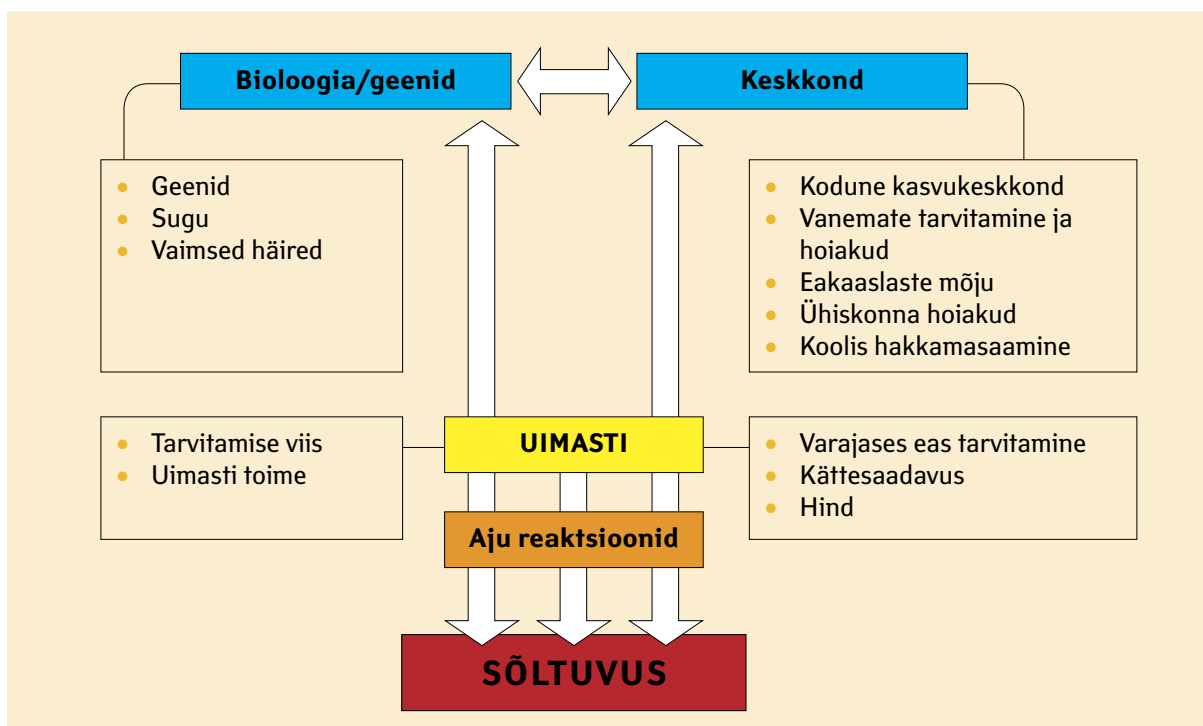 Bioloogia/geenid
Keskkond
Geenid
Sugu
Vaimsed häired
Kodune kasvukeskkond
Vanemate tarvitamine ja
hoiakud
Eakaaslaste mõju
Ühiskonna hoiakud
Koolis hakkamasaamine
Tarvitamise viis
Uimasti toime
UIMASTI
Varajases eas tarvitamine
Kättesaadavus
Hind
Aju reaktsioonid
SÕLTUVUS